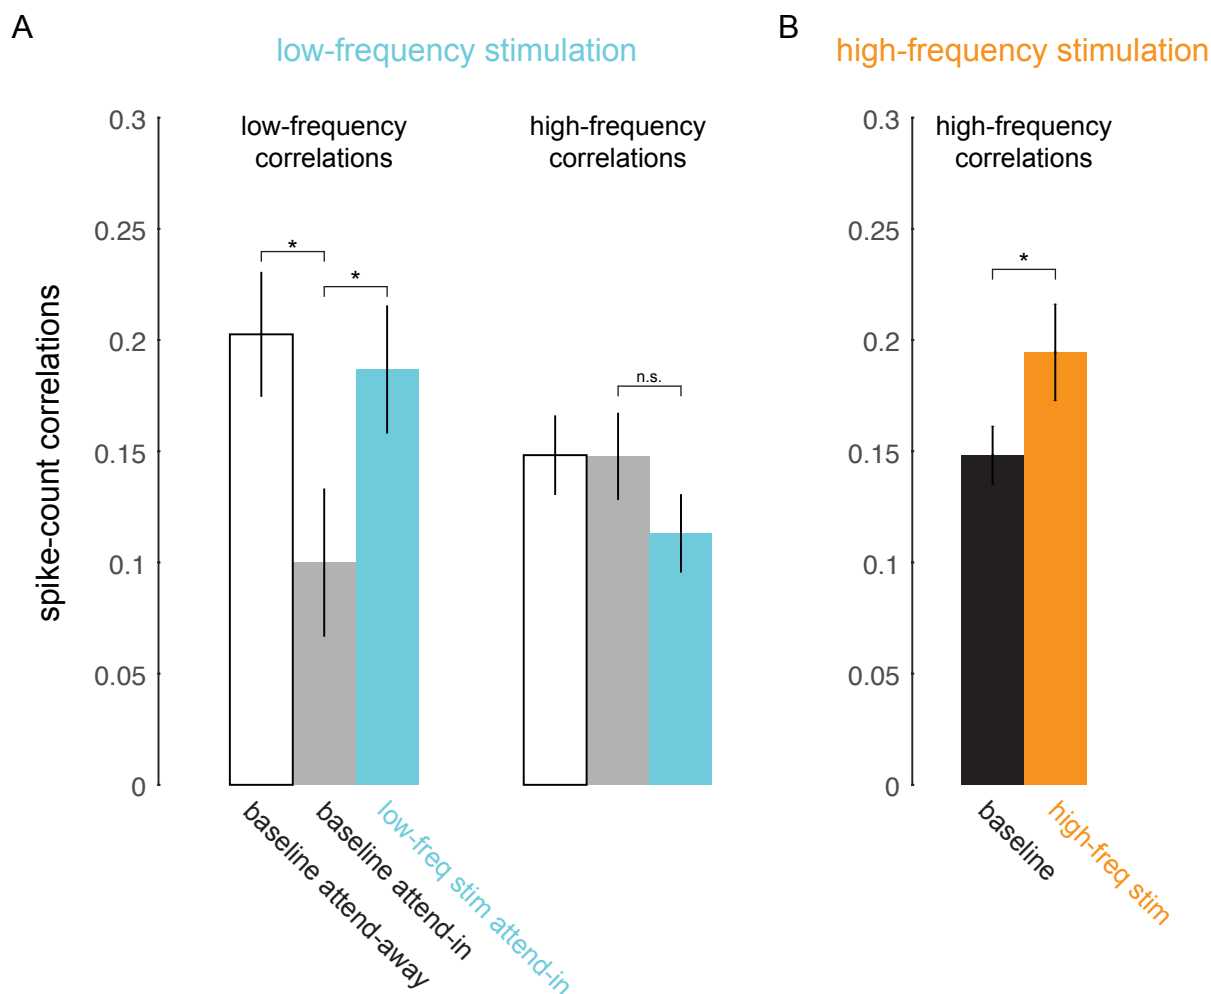 A
low-frequency stimulation
B
high-frequency stimulation
spike-count correlations
0.3
0.25
0.2
0.15
0.1
0.05
0
low-frequency
correlations
*
*
high-frequency
correlations
n.s.
baseline attend-away
baseline attend-in
low-freq stim attend-in
0.3
0.25
0.2
0.15
0.1
0.05
0
high-frequency
correlations
*
baseline
high-freq stim